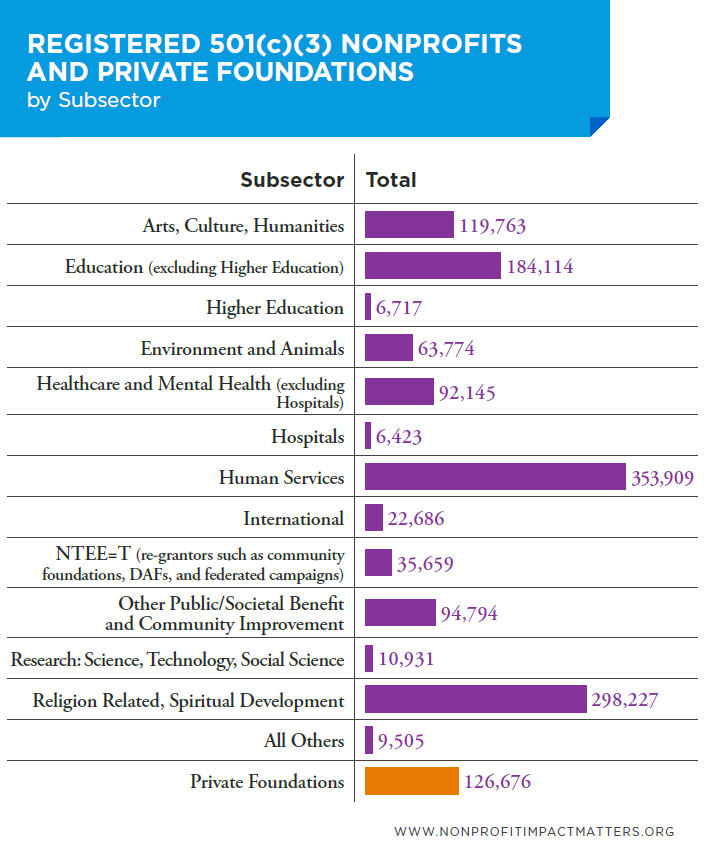 REGISTERED 501(c)(3) NONPROFITS
AND PRIVATE FOUNDATIONS
by Subsector
Subsector Total
Arts, Culture, Humanities 119,763
Education (excluding Higher Education) 184,114
Higher Education 6,717
Environment and Animals 63,774
Healthcare and Mental Health (excluding
Hospitals) 92,145
Hospitals 6,423
Human Services 353,909
International 22,686
NTEE=T (re-grantors such as community
foundations, DAFs, and federated campaigns) 35,659
Other Public/Societal Benefit
and Community Improvement 94,794
Research: Science, Technology, Social Science 10,931
Religion Related, Spiritual Development 298,227
All Others 9,505
Private Foundations 126,676
WWW.NONPROFITIMPACTMATTERS.ORG